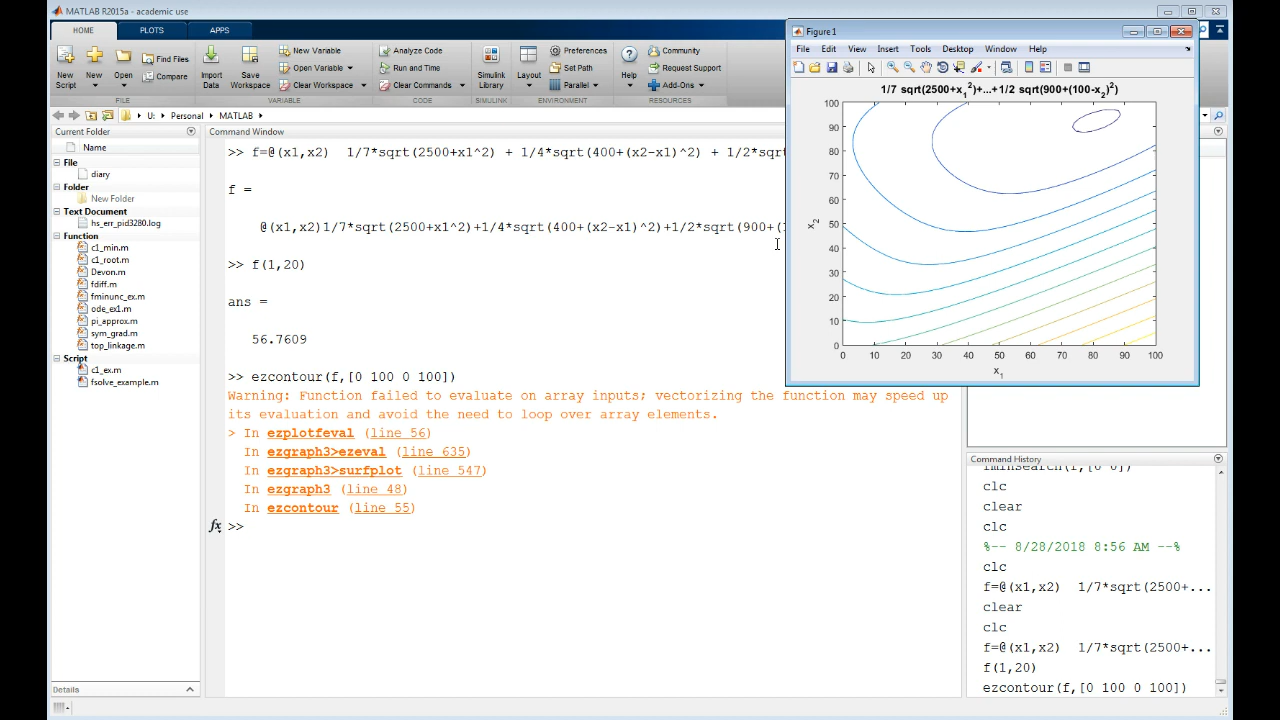 MATLAB R2015a - academic use
HOME PLOTS APPS
New Script
New
Open
Find Files
Compare
Import Data
Save Workspace
New Variable
Open Variable
Clear Workspace
Analyze Code
Run and Time
Clear Commands
Simulink Library
Layout
Preferences
Set Path
Parallel
Help
Community
Request Support
Add-Ons
FILE VARIABLE CODE SIMULINK ENVIRONMENT RESOURCES
U: Personal MATLAB
Current Folder
Name
File
diary
Folder
New Folder
Text Document
hs_err_pid3280.log
Function
c1_min.m
c1_root.m
Devon.m
fdiff.m
fminunc_ex.m
ode_ex1.m
pi_approx.m
sym_grad.m
top_linkage.m
Script
c1_ex.m
fsolve_example.m
Details
Command Window
>> f=@(x1,x2) 1/7*sqrt(2500+x1^2) + 1/4*sqrt(400+(x2-x1)^2) + 1/2*sqrt
f =
@(x1,x2)1/7*sqrt(2500+x1^2)+1/4*sqrt(400+(x2-x1)^2)+1/2*sqrt(900+(
>> f(1,20)
ans =
56.7609
>> ezcontour(f,[0 100 0 100])
Warning: Function failed to evaluate on array inputs; vectorizing the function may speed up
its evaluation and avoid the need to loop over array elements.
> In ezplotfeval (line 56)
In ezgraph3>ezeval (line 635)
In ezgraph3>surfplot (line 547)
In ezgraph3 (line 48)
In ezcontour (line 55)
fx >>
Figure 1
File Edit View Insert Tools Desktop Window Help
1/7 sqrt(2500+x₁²)+...+1/2 sqrt(900+(100-x₂)²)
100
90
80
70
60
50
40
30
20
10
0
x₂
0 10 20 30 40 50 60 70 80 90 100
x₁
Command History
fminsearch(f,[0 0])
clc
clear
clc
%-- 8/28/2018 8:56 AM --%
clc
f=@(x1,x2) 1/7*sqrt(2500+...
clear
clc
f=@(x1,x2) 1/7*sqrt(2500+...
f(1,20)
ezcontour(f,[0 100 0 100])